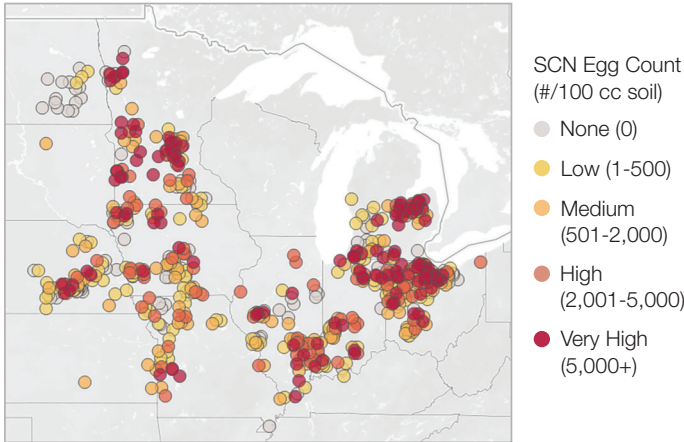 SCN Egg Count
(#/100 cc soil)
None (0)
Low (1-500)
Medium
(501-2,000)
High
(2,001-5,000)
Very High
(5,000+)